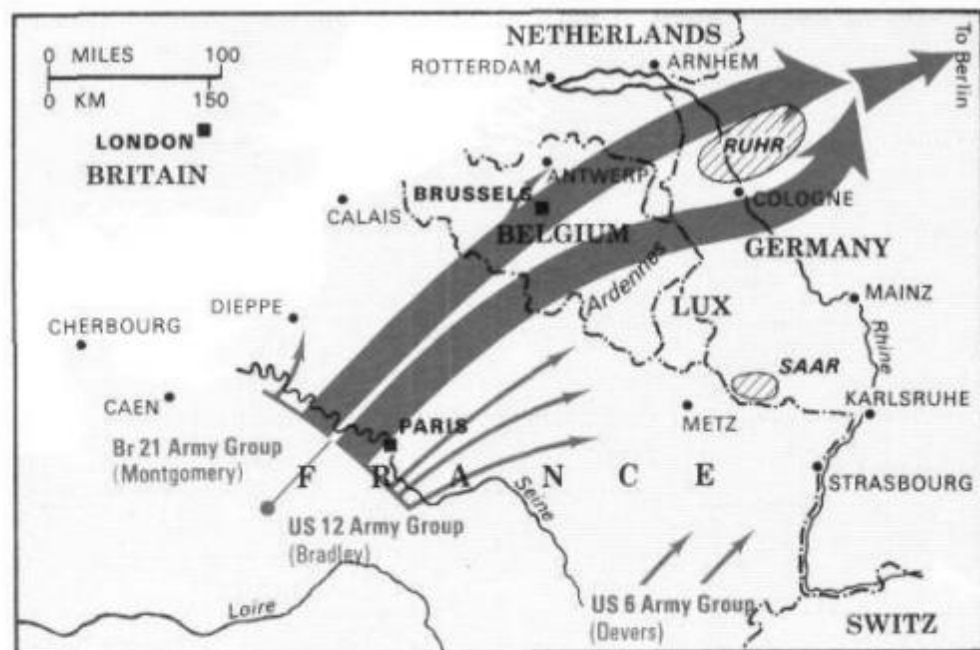 0 MILES 100
0 KM 150
LONDON
BRITAIN
NETHERLANDS
ROTTERDAM
ARNHEM
To Berlin
RUHR
ANTWERP
BRUSSELS
BELGIUM
CALAIS
COLOGNE
GERMANY
Ardennes
LUX
MAINZ
Rhine
DIEPPE
CHERBOURG
CAEN
SAAR
KARLSRUHE
METZ
PARIS
Br 21 Army Group
(Montgomery)
FRANCE
STRASBOURG
Seine
US 12 Army Group
(Bradley)
Loire
US 6 Army Group
(Devers)
SWITZ